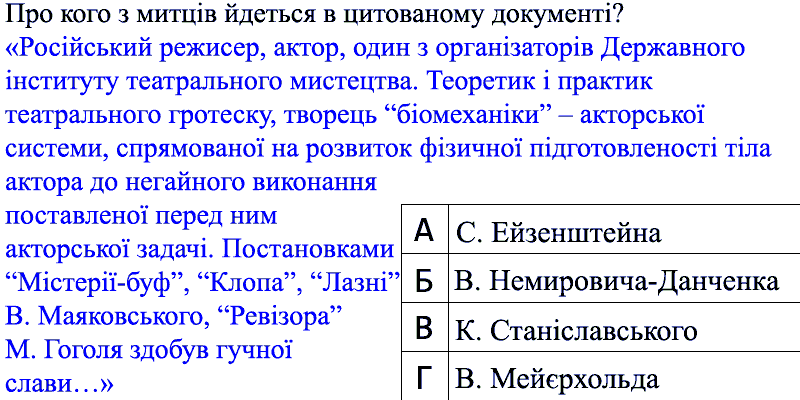 Про кого з митців йдеться в цитованому документі?
«Російський режисер, актор, один з організаторів Державного
інституту театрального мистецтва. Теоретик і практик
театрального гротеску, творець “біомеханіки” – акторської
системи, спрямованої на розвиток фізичної підготовленості тіла
актора до негайного виконання
поставленої перед ним
акторської задачі. Постановками
“Містерії-буф”, “Клопа”, “Лазні”
В. Маяковського, “Ревізора”
М. Гоголя здобув гучної
слави…»
А С. Ейзенштейна
Б В. Немировича-Данченка
В К. Станіславського
Г В. Мейєрхольда